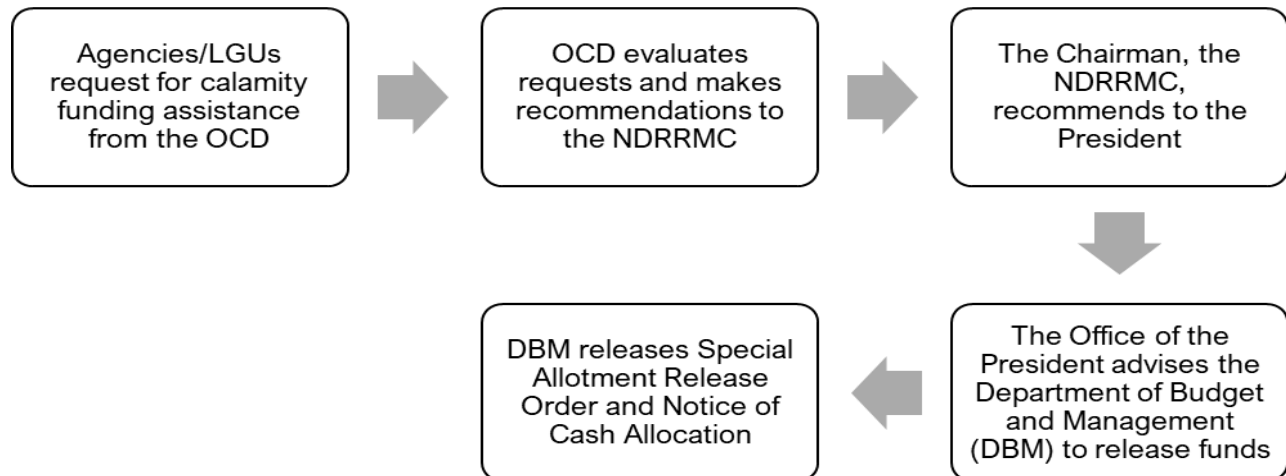 Agencies/LGUs
request for calamity
funding assistance
from the OCD
OCD evaluates
requests and makes
recommendations to
the NDRRMC
The Chairman, the
NDRRMC,
recommends to the
President
The Office of the
President advises the
Department of Budget
and Management
(DBM) to release funds
DBM releases Special
Allotment Release
Order and Notice of
Cash Allocation